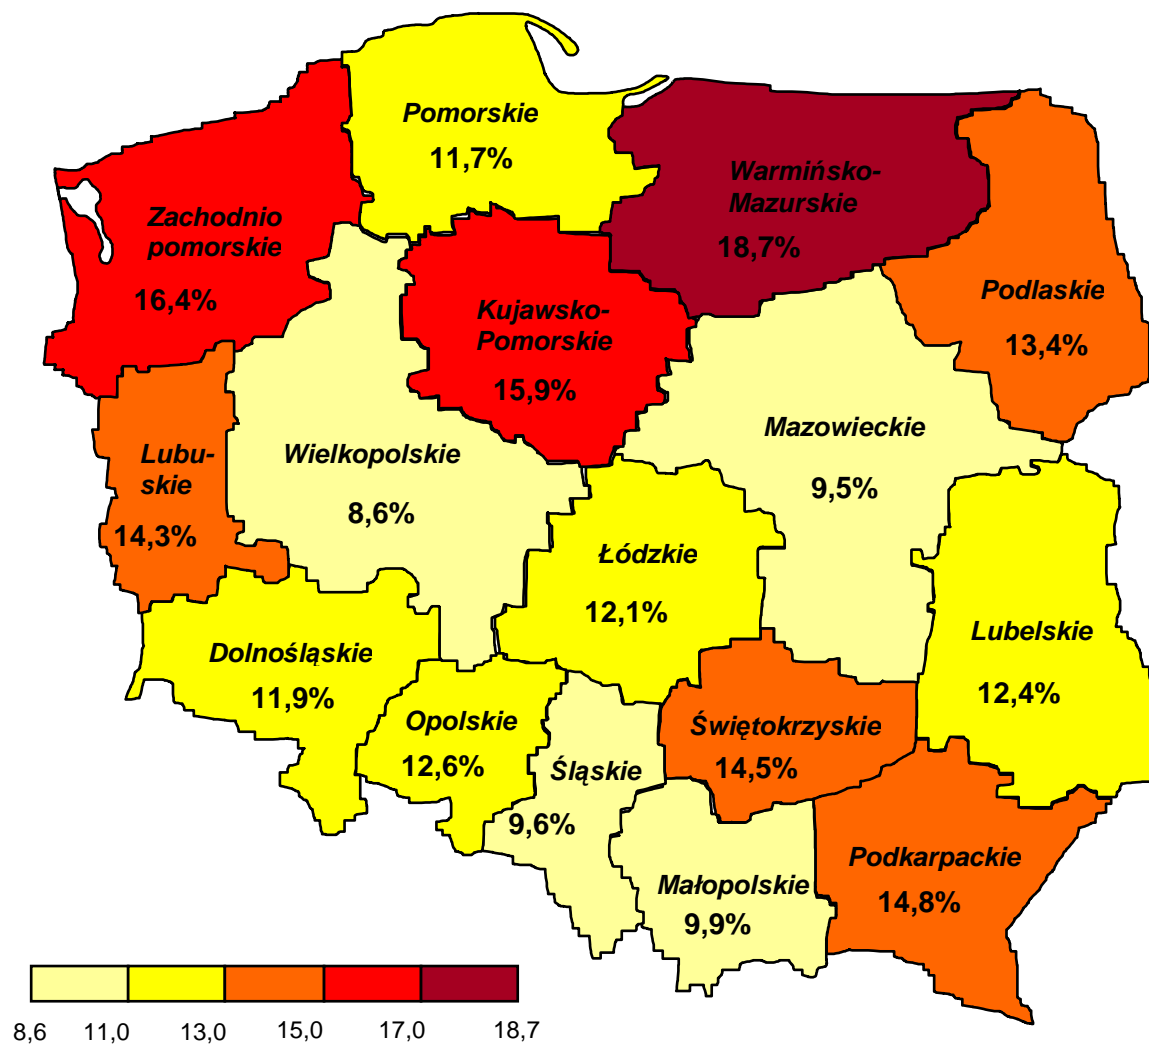 Pomorskie
11,7%
Warmińsko-
Mazurskie
18,7%
Zachodnio
pomorskie
16,4%
Kujawsko-
Pomorskie
15,9%
Podlaskie
13,4%
Lubu-
skie
14,3%
Wielkopolskie
8,6%
Mazowieckie
9,5%
Łódzkie
12,1%
Lubelskie
12,4%
Dolnośląskie
11,9%
Opolskie
12,6%
Śląskie
9,6%
Świętokrzyskie
14,5%
Małopolskie
9,9%
Podkarpackie
14,8%
8,6 11,0 13,0 15,0 17,0 18,7